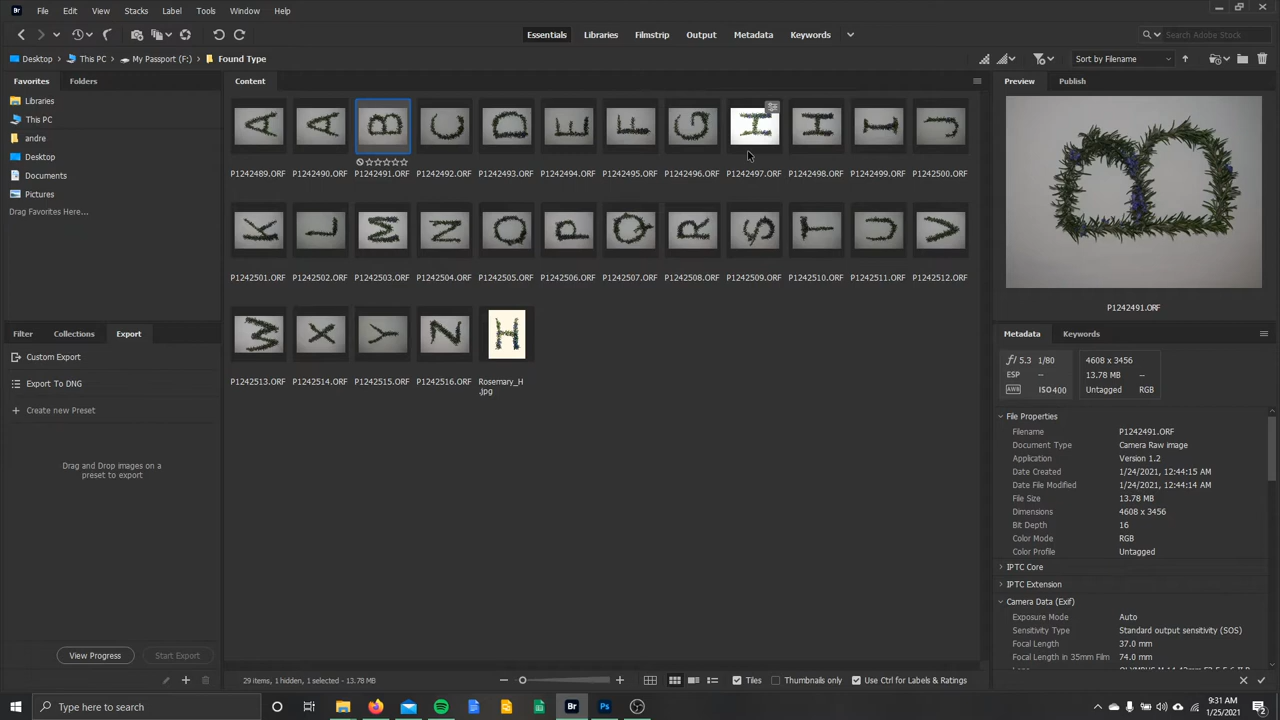 Br File Edit View Stacks Label Tools Window Help
Essentials Libraries Filmstrip Output Metadata Keywords Search Adobe Stock
Desktop This PC My Passport (F:) Found Type Sort by Filename
Favorites Folders
Libraries
This PC
andre
Desktop
Documents
Pictures
Drag Favorites Here...
Filter Collections Export
Custom Export
Export To DNG
Create new Preset
Drag and Drop images on a
preset to export
View Progress Start Export
Content
A A B C D E F G H H I J
P1242489.ORF P1242490.ORF P1242491.ORF P1242492.ORF P1242493.ORF P1242494.ORF P1242495.ORF P1242496.ORF P1242497.ORF P1242498.ORF P1242499.ORF P1242500.ORF
K L M N O P Q R S T U V
P1242501.ORF P1242502.ORF P1242503.ORF P1242504.ORF P1242505.ORF P1242506.ORF P1242507.ORF P1242508.ORF P1242509.ORF P1242510.ORF P1242511.ORF P1242512.ORF
W X Y Z H
P1242513.ORF P1242514.ORF P1242515.ORF P1242516.ORF Rosemary_H
.jpg
29 items, 1 hidden, 1 selected - 13.78 MB Tiles Thumbnails only Use Ctrl for Labels & Ratings
Preview Publish
B
P1242491.ORF
Metadata Keywords
f/ 5.3 1/80 4608 x 3456
ESP -- 13.78 MB --
AWB ISO400 Untagged RGB
File Properties
Filename P1242491.ORF
Document Type Camera Raw image
Application Version 1.2
Date Created 1/24/2021, 12:44:15 AM
Date File Modified 1/24/2021, 12:44:14 AM
File Size 13.78 MB
Dimensions 4608 x 3456
Bit Depth 16
Color Mode RGB
Color Profile Untagged
IPTC Core
IPTC Extension
Camera Data (Exif)
Exposure Mode Auto
Sensitivity Type Standard output sensitivity (SOS)
Focal Length 37.0 mm
Focal Length in 35mm Film 74.0 mm
Type here to search Br Ps 9:31 AM
1/25/2021